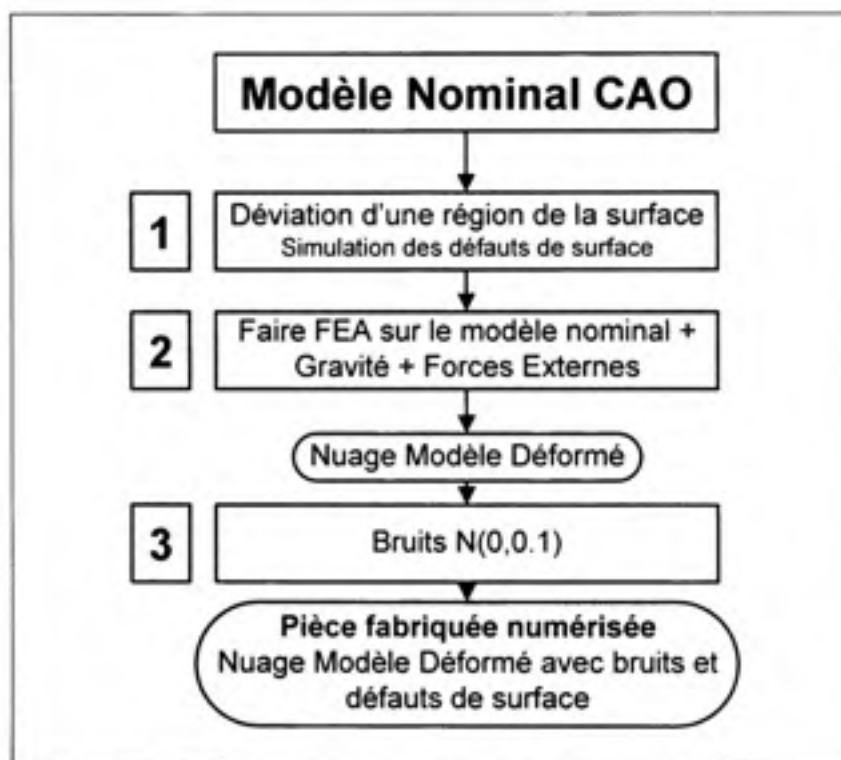 Modèle Nominal CAO
1
Déviation d'une région de la surface
Simulation des défauts de surface
2
Faire FEA sur le modèle nominal +
Gravité + Forces Externes
Nuage Modèle Déformé
3
Bruits N(0,0.1)
Pièce fabriquée numérisée
Nuage Modèle Déformé avec bruits et
défauts de surface